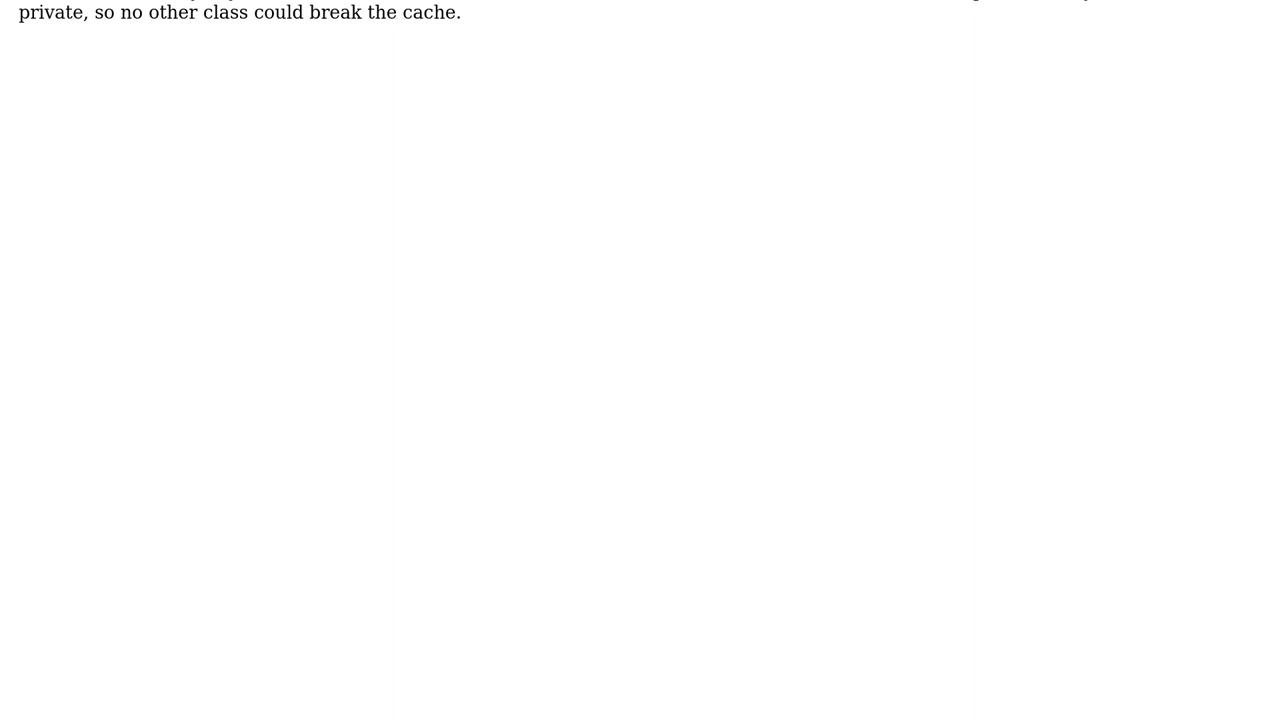 private, so no other class could break the cache.